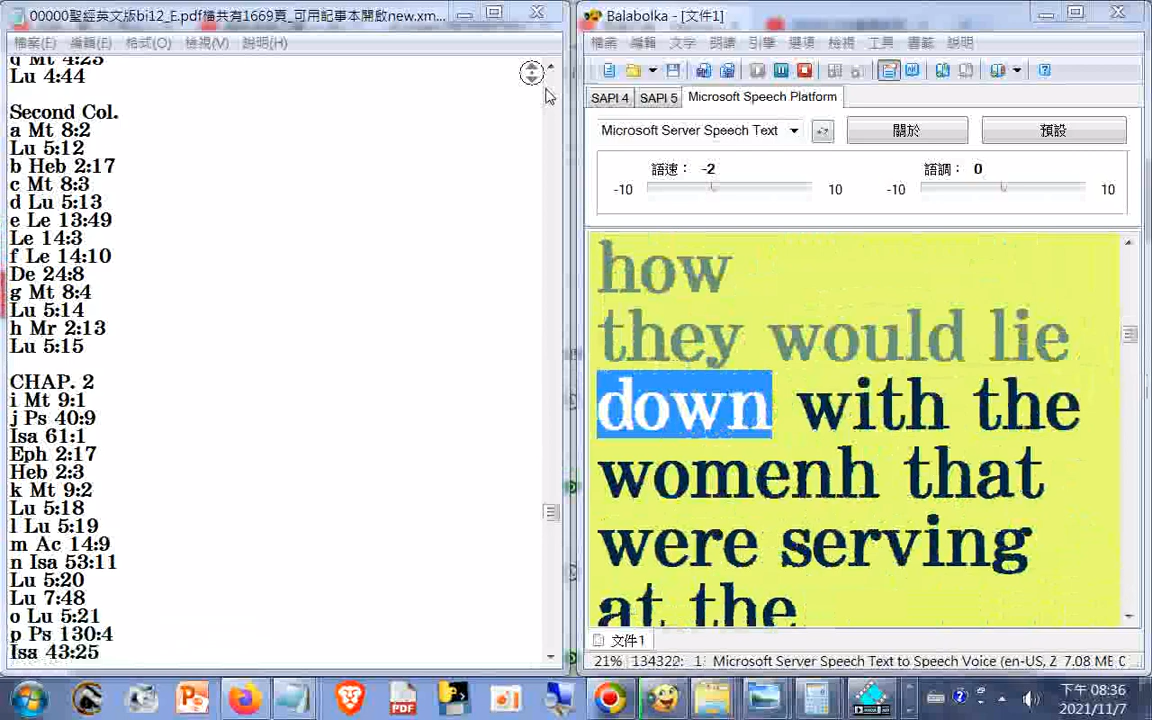 00000聖經英文版bi12_E.pdf檔共有1669頁_可用記事本開啟new.xm...
檔案(E) 編輯(E) 格式(O) 檢視(V) 說明(H)
q Mt 4:23
Lu 4:44
Second Col.
a Mt 8:2
Lu 5:12
b Heb 2:17
c Mt 8:3
d Lu 5:13
e Le 13:49
Le 14:3
f Le 14:10
De 24:8
g Mt 8:4
Lu 5:14
h Mr 2:13
Lu 5:15
CHAP. 2
i Mt 9:1
j Ps 40:9
Isa 61:1
Eph 2:17
Heb 2:3
k Mt 9:2
Lu 5:18
l Lu 5:19
m Ac 14:9
n Isa 53:11
Lu 5:20
Lu 7:48
o Lu 5:21
p Ps 130:4
Isa 43:25
Balabolka - [文件1]
檔案 編輯 文字 朗讀 引擎 選項 檢視 工具 書籤 說明
SAPI 4 SAPI 5 Microsoft Speech Platform
Microsoft Server Speech Text 關於 預設
語速： -2 語調： 0
-10 10 -10 10
how
they would lie
down with the
womenh that
were serving
at the
文件1
21% 134322: 1 Microsoft Server Speech Text to Speech Voice (en-US, Z 7.08 ME C
PDF
下午 08:36
2021/11/7